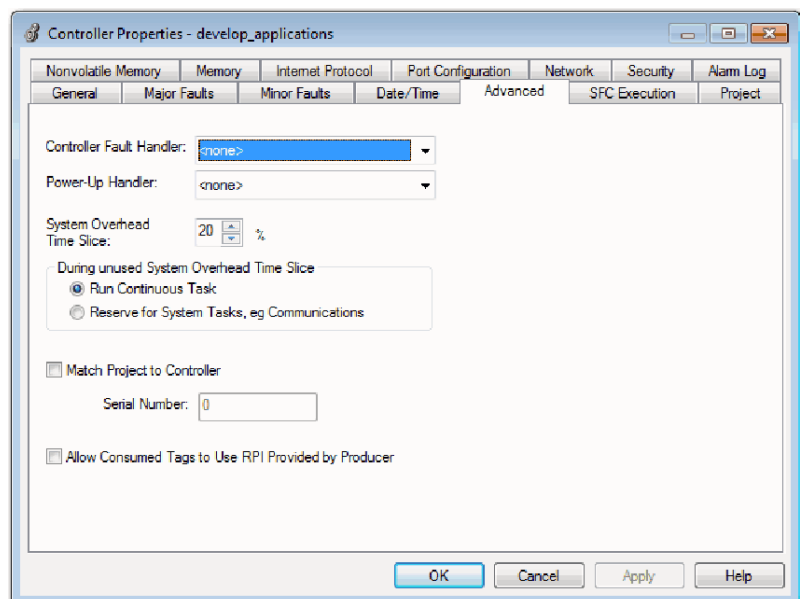 Controller Properties - develop_applications
Nonvolatile Memory Memory Internet Protocol Port Configuration Network Security Alarm Log
General Major Faults Minor Faults Date/Time Advanced SFC Execution Project
Controller Fault Handler: <none>
Power-Up Handler: <none>
System Overhead
Time Slice: 20 %
During unused System Overhead Time Slice
Run Continuous Task
Reserve for System Tasks, eg Communications
Match Project to Controller
Serial Number: 0
Allow Consumed Tags to Use RPI Provided by Producer
OK Cancel Apply Help